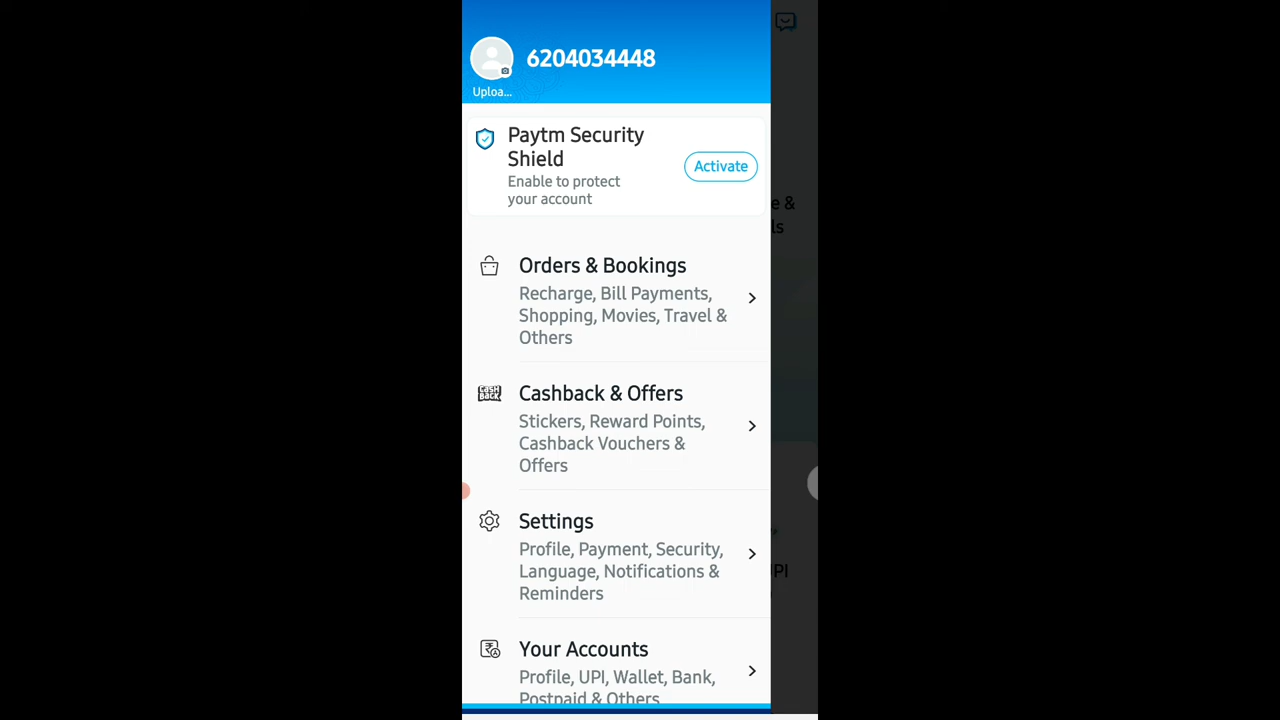 6204034448
Uploa...
Paytm Security
Shield
Enable to protect
your account
Activate
Orders & Bookings
Recharge, Bill Payments,
Shopping, Movies, Travel &
Others
CASH
BACK
Cashback & Offers
Stickers, Reward Points,
Cashback Vouchers &
Offers
Settings
Profile, Payment, Security,
Language, Notifications &
Reminders
Your Accounts
Profile, UPI, Wallet, Bank,
Postpaid & Others